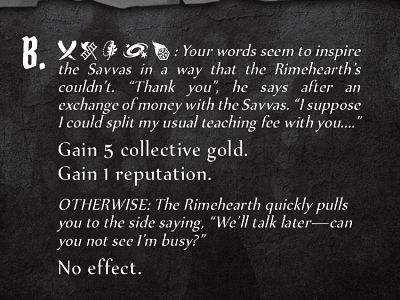 B. : Your words seem to inspire
the Savvas in a way that the Rimehearth's
couldn't. “Thank you”, he says after an
exchange of money with the Savvas. “I suppose
I could split my usual teaching fee with you....”
Gain 5 collective gold.
Gain 1 reputation.
OTHERWISE: The Rimehearth quickly pulls
you to the side saying, “We'll talk later—can
you not see I'm busy?”
No effect.